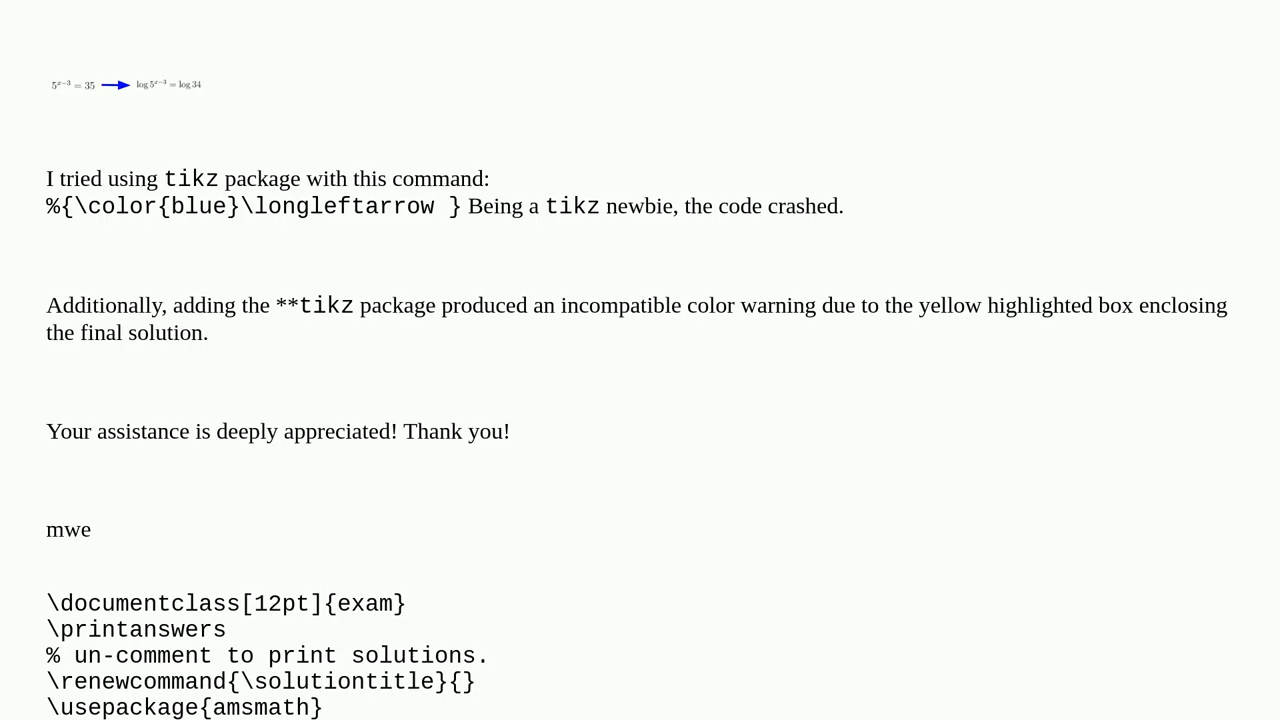 5^{x−3} = 35 log 5^{x−3} = log 34
I tried using tikz package with this command:
%{\color{blue}\longleftarrow } Being a tikz newbie, the code crashed.
Additionally, adding the **tikz package produced an incompatible color warning due to the yellow highlighted box enclosing
the final solution.
Your assistance is deeply appreciated! Thank you!
mwe
\documentclass[12pt]{exam}
\printanswers
% un-comment to print solutions.
\renewcommand{\solutiontitle}{}
\usepackage{amsmath}